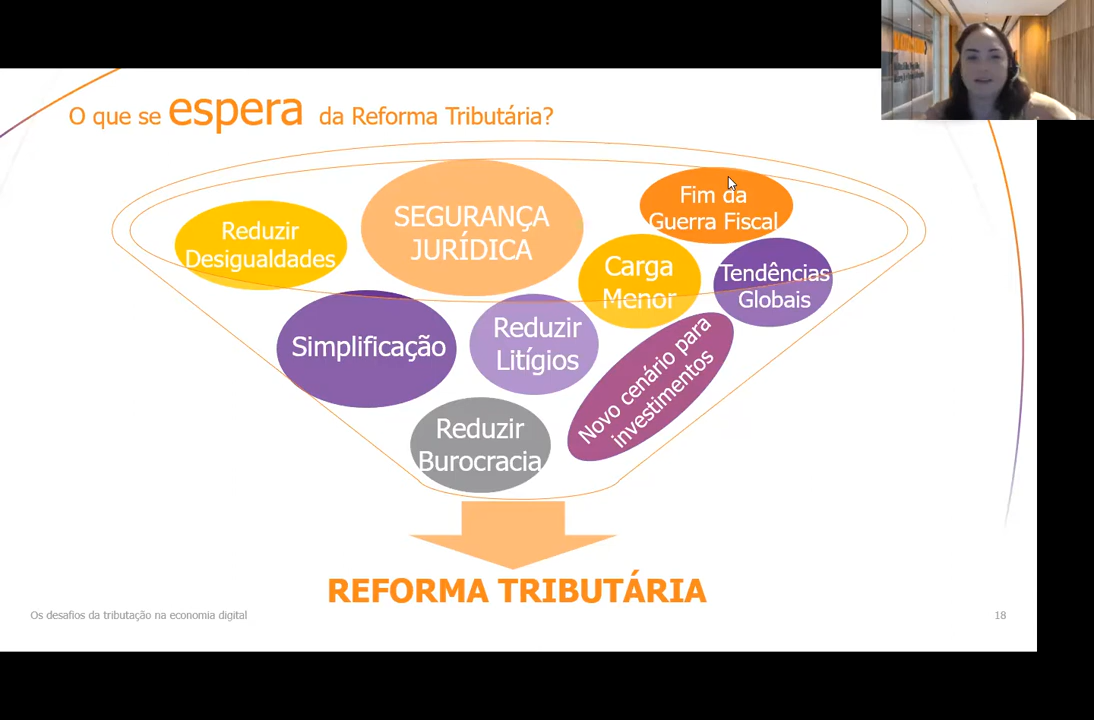 O que se espera da Reforma Tributária?
SEGURANÇA
JURÍDICA
Fim da
Guerra Fiscal
Reduzir
Desigualdades
Carga
Menor
Tendências
Globais
Simplificação
Reduzir
Litígios
Novo cenário para
investimentos
Reduzir
Burocracia
REFORMA TRIBUTÁRIA
Os desafios da tributação na economia digital
18